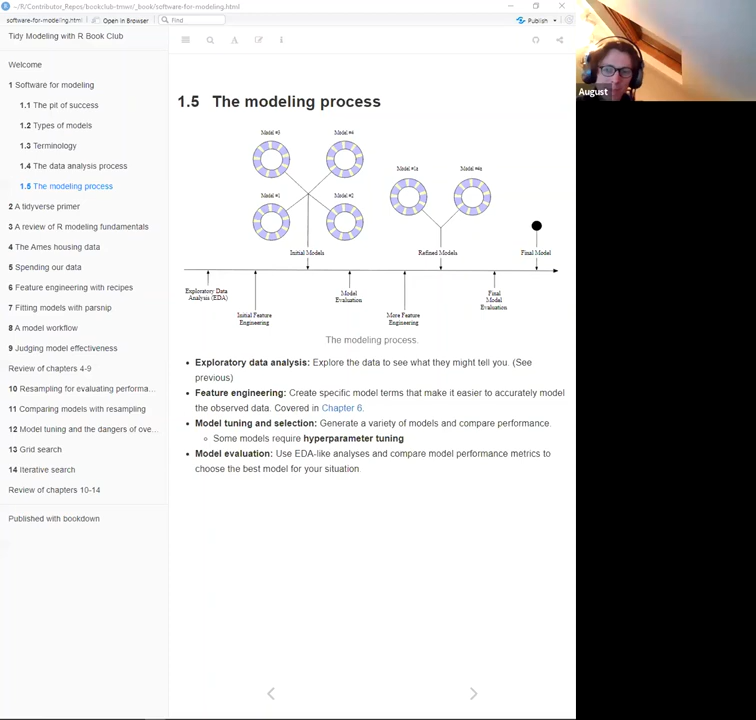 ~/R/Contributor_Repos/bookclub-tmwr/_book/software-for-modeling.html
software-for-modeling.html
Open in Browser
Find
Publish
Tidy Modeling with R Book Club
Welcome
1 Software for modeling
1.1 The pit of success
1.2 Types of models
1.3 Terminology
1.4 The data analysis process
1.5 The modeling process
2 A tidyverse primer
3 A review of R modeling fundamentals
4 The Ames housing data
5 Spending our data
6 Feature engineering with recipes
7 Fitting models with parsnip
8 A model workflow
9 Judging model effectiveness
Review of chapters 4-9
10 Resampling for evaluating performa...
11 Comparing models with resampling
12 Model tuning and the dangers of ove...
13 Grid search
14 Iterative search
Review of chapters 10-14
Published with bookdown
1.5 The modeling process
Model #3
Model #4
Model #1
Model #2
Model #4a
Initial Models
Refined Models
Final Model
Exploratory Data
Analysis (EDA)
Initial Feature
Engineering
Model
Evaluation
More Feature
Engineering
Final
Model
Evaluation
The modeling process.
• Exploratory data analysis: Explore the data to see what they might tell you. (See
previous)
• Feature engineering: Create specific model terms that make it easier to accurately model
the observed data. Covered in Chapter 6.
• Model tuning and selection: Generate a variety of models and compare performance.
Some models require hyperparameter tuning
• Model evaluation: Use EDA-like analyses and compare model performance metrics to
choose the best model for your situation.
August